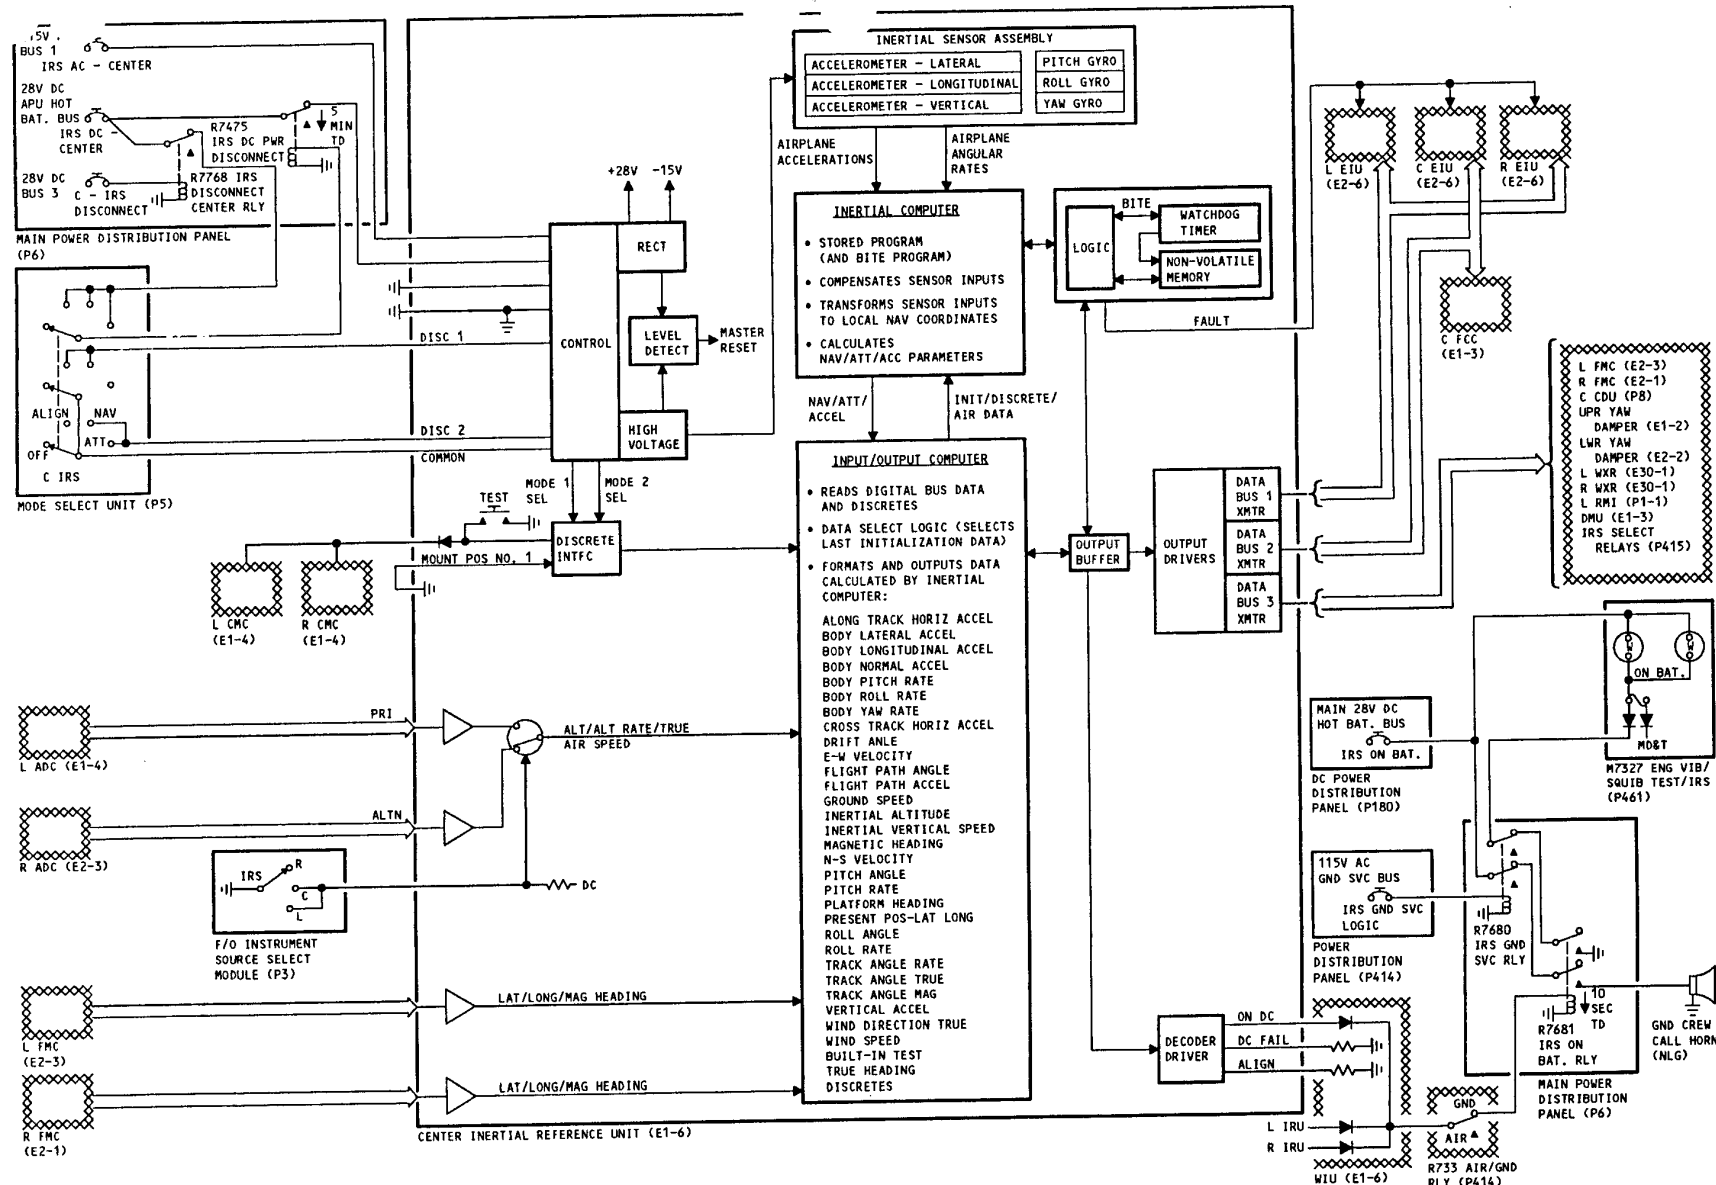 BUS 1
IRS AC - CENTER
28V DC
APU HOT
BAT. BUS
IRS DC -
CENTER
R7475
IRS DC PWR
DISCONNECT
5
MIN
TD
28V DC
BUS 3
C - IRS
DISCONNECT
R7768 IRS
DISCONNECT
CENTER RLY
MAIN POWER DISTRIBUTION PANEL
(P6)
ALIGN
NAV
ATT
OFF
C IRS
MODE SELECT UNIT (P5)
+28V
-15V
RECT
CONTROL
LEVEL
DETECT
MASTER
RESET
HIGH
VOLTAGE
DISC 1
DISC 2
COMMON
MODE 1
SEL
MODE 2
SEL
TEST
DISCRETE
INTFC
MOUNT POS NO. 1
L CMC
(E1-4)
R CMC
(E1-4)
INERTIAL SENSOR ASSEMBLY
ACCELEROMETER - LATERAL
ACCELEROMETER - LONGITUDINAL
ACCELEROMETER - VERTICAL
PITCH GYRO
ROLL GYRO
YAW GYRO
AIRPLANE
ACCELERATIONS
AIRPLANE
ANGULAR
RATES
INERTIAL COMPUTER
• STORED PROGRAM
(AND BITE PROGRAM)
• COMPENSATES SENSOR INPUTS
• TRANSFORMS SENSOR INPUTS
TO LOCAL NAV COORDINATES
• CALCULATES
NAV/ATT/ACC PARAMETERS
BITE
LOGIC
WATCHDOG
TIMER
NON-VOLATILE
MEMORY
FAULT
NAV/ATT/
ACCEL
INIT/DISCRETE/
AIR DATA
INPUT/OUTPUT COMPUTER
• READS DIGITAL BUS DATA
AND DISCRETES
• DATA SELECT LOGIC (SELECTS
LAST INITIALIZATION DATA)
• FORMATS AND OUTPUTS DATA
CALCULATED BY INERTIAL
COMPUTER:
ALONG TRACK HORIZ ACCEL
BODY LATERAL ACCEL
BODY LONGITUDINAL ACCEL
BODY NORMAL ACCEL
BODY PITCH RATE
BODY ROLL RATE
BODY YAW RATE
CROSS TRACK HORIZ ACCEL
DRIFT ANLE
E-W VELOCITY
FLIGHT PATH ANGLE
FLIGHT PATH ACCEL
GROUND SPEED
INERTIAL ALTITUDE
INERTIAL VERTICAL SPEED
MAGNETIC HEADING
N-S VELOCITY
PITCH ANGLE
PITCH RATE
PLATFORM HEADING
PRESENT POS-LAT LONG
ROLL ANGLE
ROLL RATE
TRACK ANGLE RATE
TRACK ANGLE TRUE
TRACK ANGLE MAG
VERTICAL ACCEL
WIND DIRECTION TRUE
WIND SPEED
BUILT-IN TEST
TRUE HEADING
DISCRETES
L EIU
(E2-6)
C EIU
(E2-6)
R EIU
(E2-6)
C FCC
(E1-3)
L FMC (E2-3)
R FMC (E2-1)
C CDU (P8)
UPR YAW
DAMPER (E1-2)
LWR YAW
DAMPER (E2-2)
L WXR (E30-1)
R WXR (E30-1)
L RMI (P1-1)
DMU (E1-3)
IRS SELECT
RELAYS (P415)
OUTPUT
BUFFER
OUTPUT
DRIVERS
DATA
BUS 1
XMTR
DATA
BUS 2
XMTR
DATA
BUS 3
XMTR
L ADC (E1-4)
PRI
R ADC (E2-3)
ALTN
ALT/ALT RATE/TRUE
AIR SPEED
IRS
R
C
L
DC
F/O INSTRUMENT
SOURCE SELECT
MODULE (P3)
L FMC
(E2-3)
LAT/LONG/MAG HEADING
R FMC
(E2-1)
LAT/LONG/MAG HEADING
CENTER INERTIAL REFERENCE UNIT (E1-6)
MAIN 28V DC
HOT BAT. BUS
IRS ON BAT.
DC POWER
DISTRIBUTION
PANEL (P180)
ON BAT.
MD&T
M7327 ENG VIB/
SQUIB TEST/IRS
(P461)
115V AC
GND SVC BUS
IRS GND SVC
LOGIC
POWER
DISTRIBUTION
PANEL (P414)
R7680
IRS GND
SVC RLY
10
SEC
TD
R7681
IRS ON
BAT. RLY
MAIN POWER
DISTRIBUTION
PANEL (P6)
GND CREW
CALL HORN
(NLG)
DECODER
DRIVER
ON DC
DC FAIL
ALIGN
L IRU
R IRU
WIU (E1-6)
GND
AIR
R733 AIR/GND
RLY (P414)